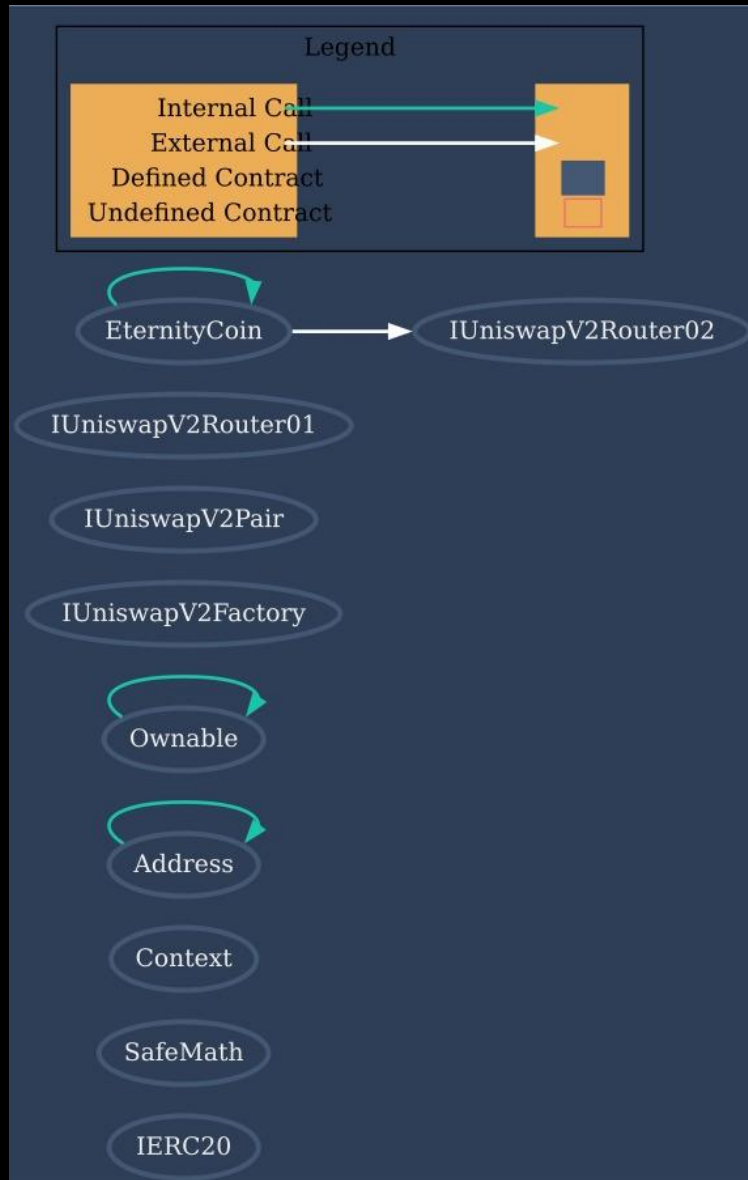 Legend
Internal Call
External Call
Defined Contract
Undefined Contract
EternityCoin IUniswapV2Router02
IUniswapV2Router01
IUniswapV2Pair
IUniswapV2Factory
Ownable
Address
Context
SafeMath
IERC20